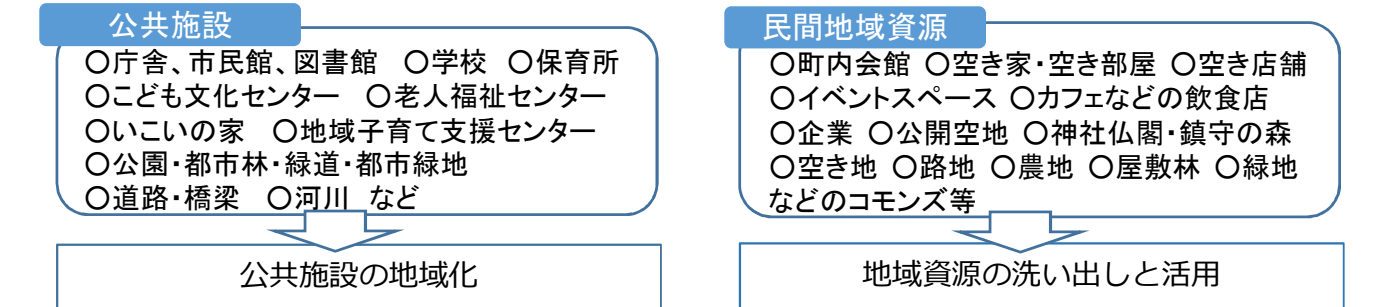 公共施設
〇庁舎、市民館、図書館　〇学校　〇保育所
〇こども文化センター　〇老人福祉センター
〇いこいの家　〇地域子育て支援センター
〇公園・都市林・緑道・都市緑地
〇道路・橋梁　〇河川　など
公共施設の地域化
民間地域資源
〇町内会館　〇空き家・空き部屋　〇空き店舗
〇イベントスペース　〇カフェなどの飲食店
〇企業　〇公開空地　〇神社仏閣・鎮守の森
〇空き地　〇路地　〇農地　〇屋敷林　〇緑地
などのコモンズ等
地域資源の洗い出しと活用